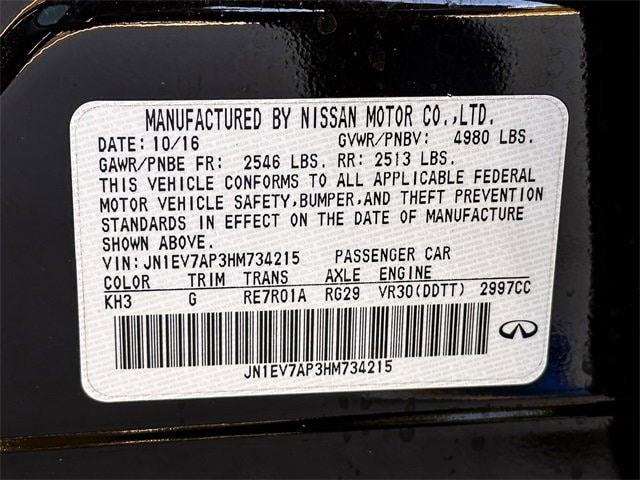 MANUFACTURED BY NISSAN MOTOR CO.,LTD.
DATE: 10/16 GVWR/PNBV: 4980 LBS.
GAWR/PNBE FR: 2546 LBS. RR: 2513 LBS.
THIS VEHICLE CONFORMS TO ALL APPLICABLE FEDERAL
MOTOR VEHICLE SAFETY,BUMPER,AND THEFT PREVENTION
STANDARDS IN EFFECT ON THE DATE OF MANUFACTURE
SHOWN ABOVE.
VIN: JN1EV7AP3HM734215 PASSENGER CAR
COLOR TRIM TRANS AXLE ENGINE
KH3 G RE7R01A RG29 VR30(DDTT) 2997CC
JN1EV7AP3HM734215